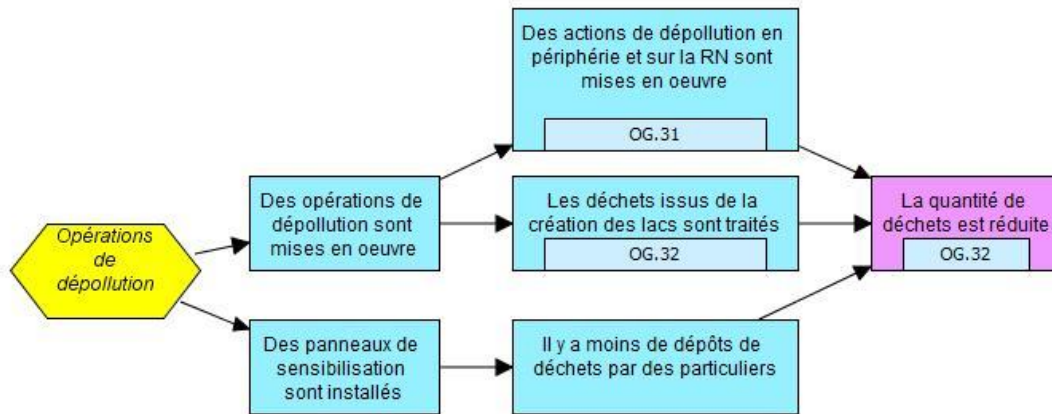 Des actions de dépollution en
périphérie et sur la RN sont
mises en oeuvre
OG.31
Opérations
de
dépollution
Des opérations de
dépollution sont
mises en oeuvre
Les déchets issus de la
création des lacs sont traités
OG.32
La quantité de
déchets est réduite
OG.32
Des panneaux de
sensibilisation
sont installés
Il y a moins de dépôts de
déchets par des particuliers